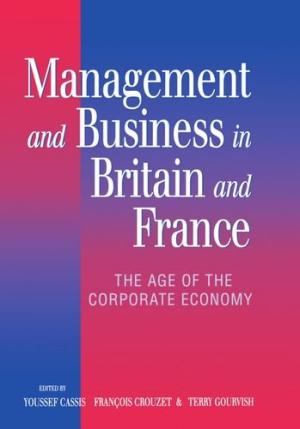 Management
and Business in
Britain and
France
THE AGE OF THE
CORPORATE ECONOMY
EDITED BY
YOUSSEF CASSIS FRANÇOIS CROUZET & TERRY GOURVISH